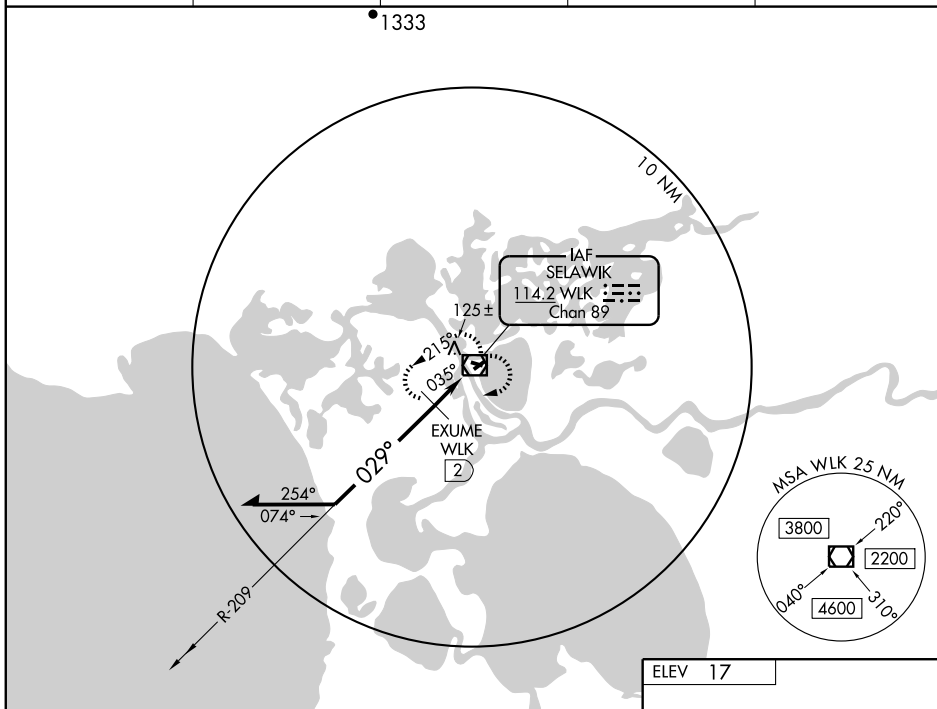 1333
10 NM
IAF
SELAWIK
114.2 WLK
Chan 89
125±
215°
035°
EXUME
WLK
2
029°
254°
074°
R-209
MSA WLK 25 NM
3800
220°
2200
040°
4600
310°
ELEV 17